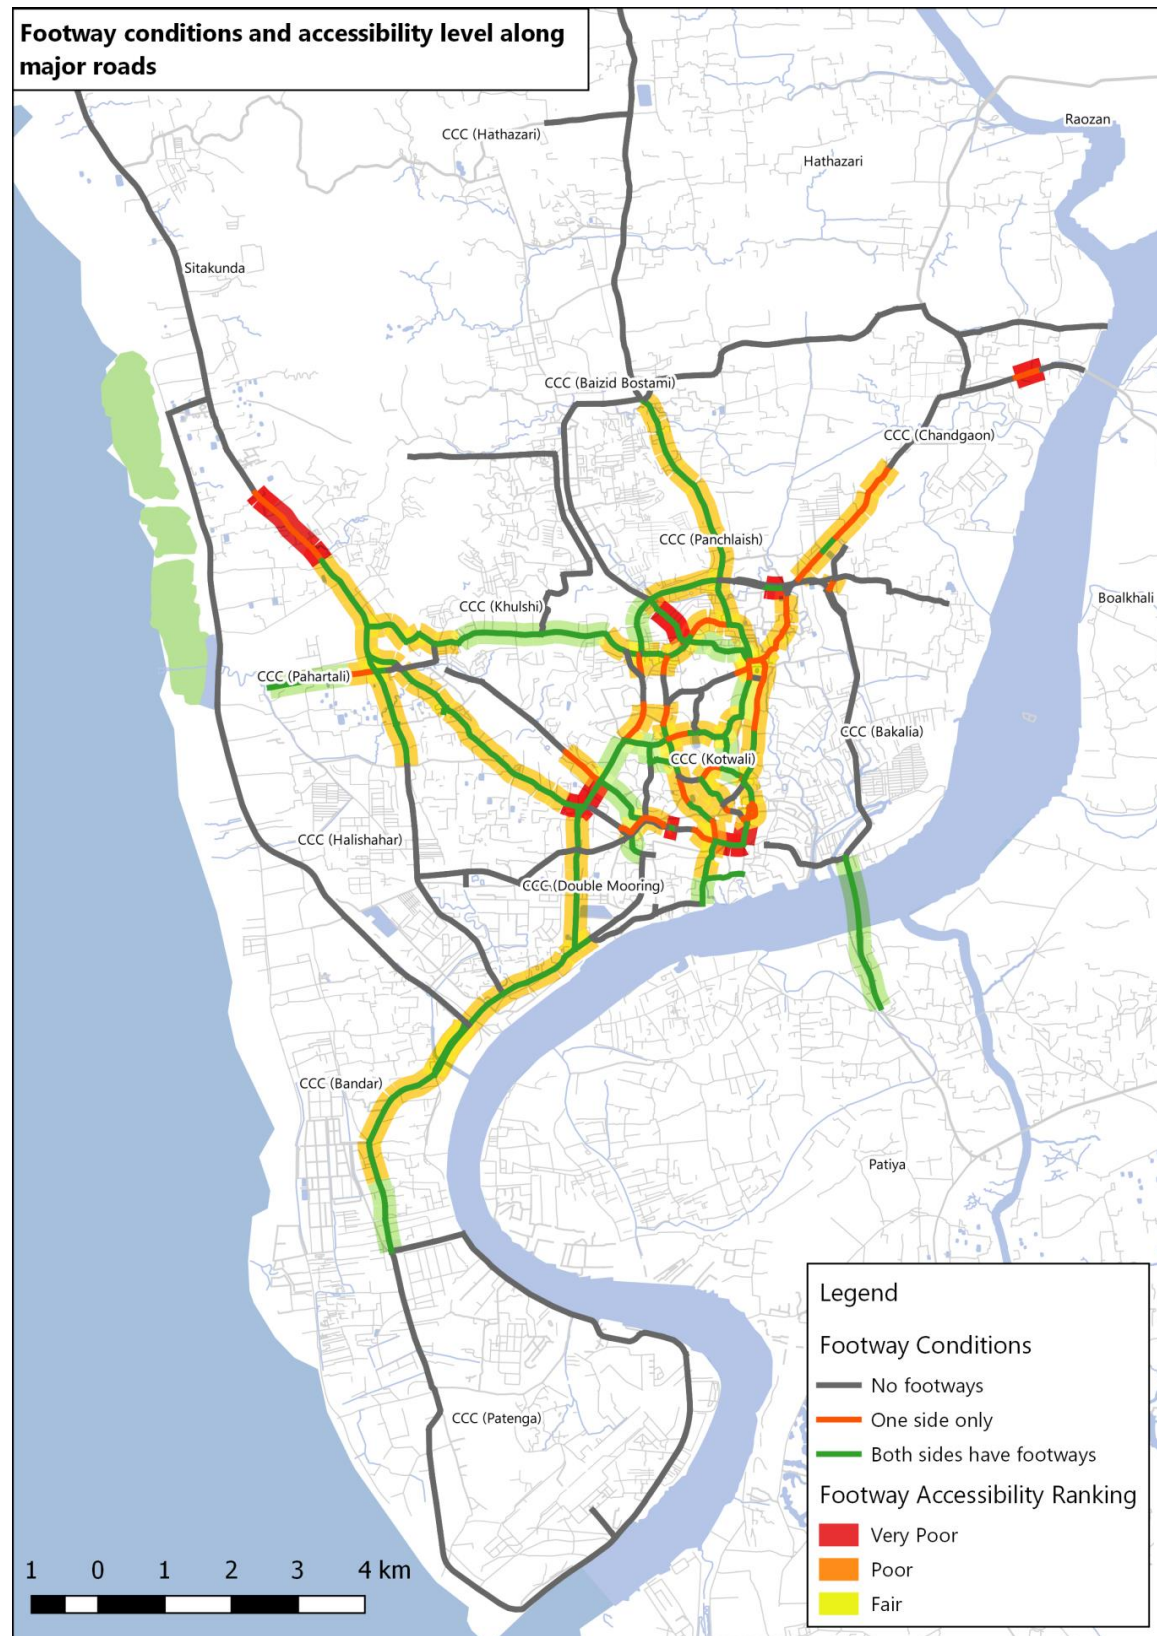 Footway conditions and accessibility level along
major roads
CCC (Hathazari)
Raozan
Hathazari
Sitakunda
CCC (Baizid Bostami)
CCC (Chandgaon)
CCC (Panchlaish)
CCC (Khulshi)
Boalkhali
CCC (Pahartali)
CCC (Bakalia)
CCC (Kotwali)
CCC (Halishahar)
CCC (Double Mooring)
CCC (Bandar)
Patiya
CCC (Patenga)
Legend
Footway Conditions
No footways
One side only
Both sides have footways
Footway Accessibility Ranking
Very Poor
Poor
Fair
1 0 1 2 3 4 km